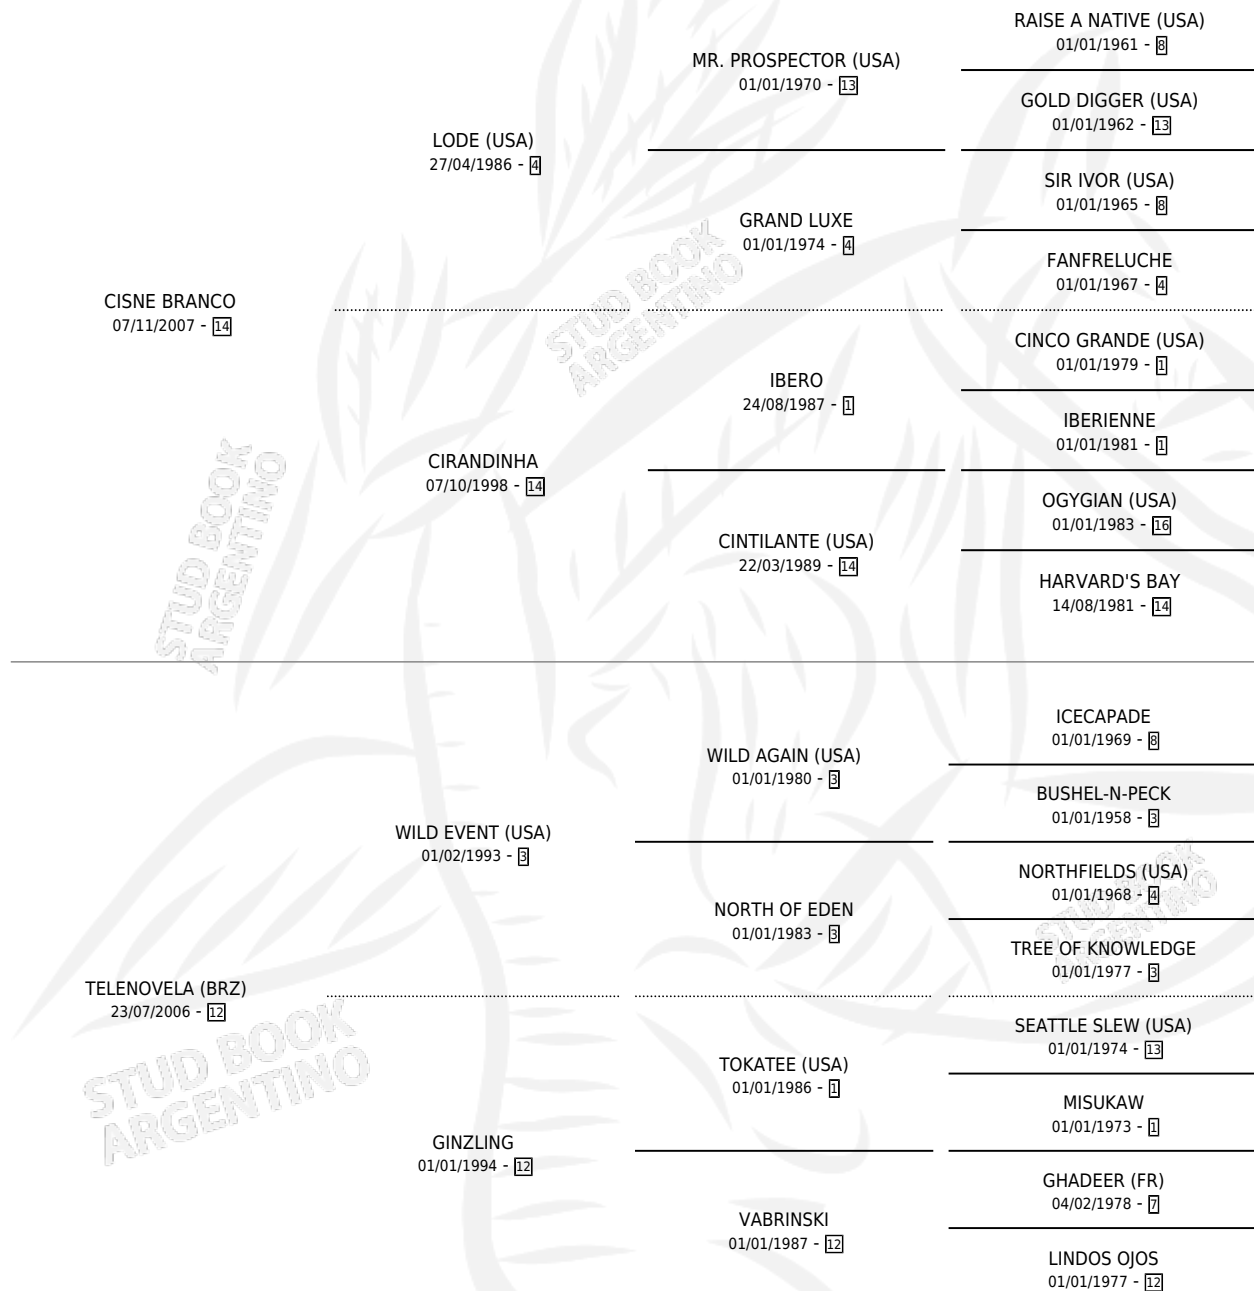 RAISE A NATIVE (USA)
01/01/1961 - 8
MR. PROSPECTOR (USA)
01/01/1970 - 13
GOLD DIGGER (USA)
01/01/1962 - 13
LODE (USA)
27/04/1986 - 4
SIR IVOR (USA)
01/01/1965 - 8
GRAND LUXE
01/01/1974 - 4
FANFRELUCHE
01/01/1967 - 4
CISNE BRANCO
07/11/2007 - 14
CINCO GRANDE (USA)
01/01/1979 - 1
IBERO
24/08/1987 - 1
IBERIENNE
01/01/1981 - 1
CIRANDINHA
07/10/1998 - 14
OGYGIAN (USA)
01/01/1983 - 16
CINTILANTE (USA)
22/03/1989 - 14
HARVARD'S BAY
14/08/1981 - 14
STUD BOOK
ARGENTINO
STUD BOOK
ARGENTINO
ICECAPADE
01/01/1969 - 8
WILD AGAIN (USA)
01/01/1980 - 3
BUSHEL-N-PECK
01/01/1958 - 3
WILD EVENT (USA)
01/02/1993 - 3
NORTHFIELDS (USA)
01/01/1968 - 4
NORTH OF EDEN
01/01/1983 - 3
TREE OF KNOWLEDGE
01/01/1977 - 3
STUD BOOK
ARGENTINO
TELENOVELA (BRZ)
23/07/2006 - 12
SEATTLE SLEW (USA)
01/01/1974 - 13
TOKATEE (USA)
01/01/1986 - 1
MISUKAW
01/01/1973 - 1
GINZLING
01/01/1994 - 12
GHADEER (FR)
04/02/1978 - 7
VABRINSKI
01/01/1987 - 12
LINDOS OJOS
01/01/1977 - 12
STUD BOOK
ARGENTINO